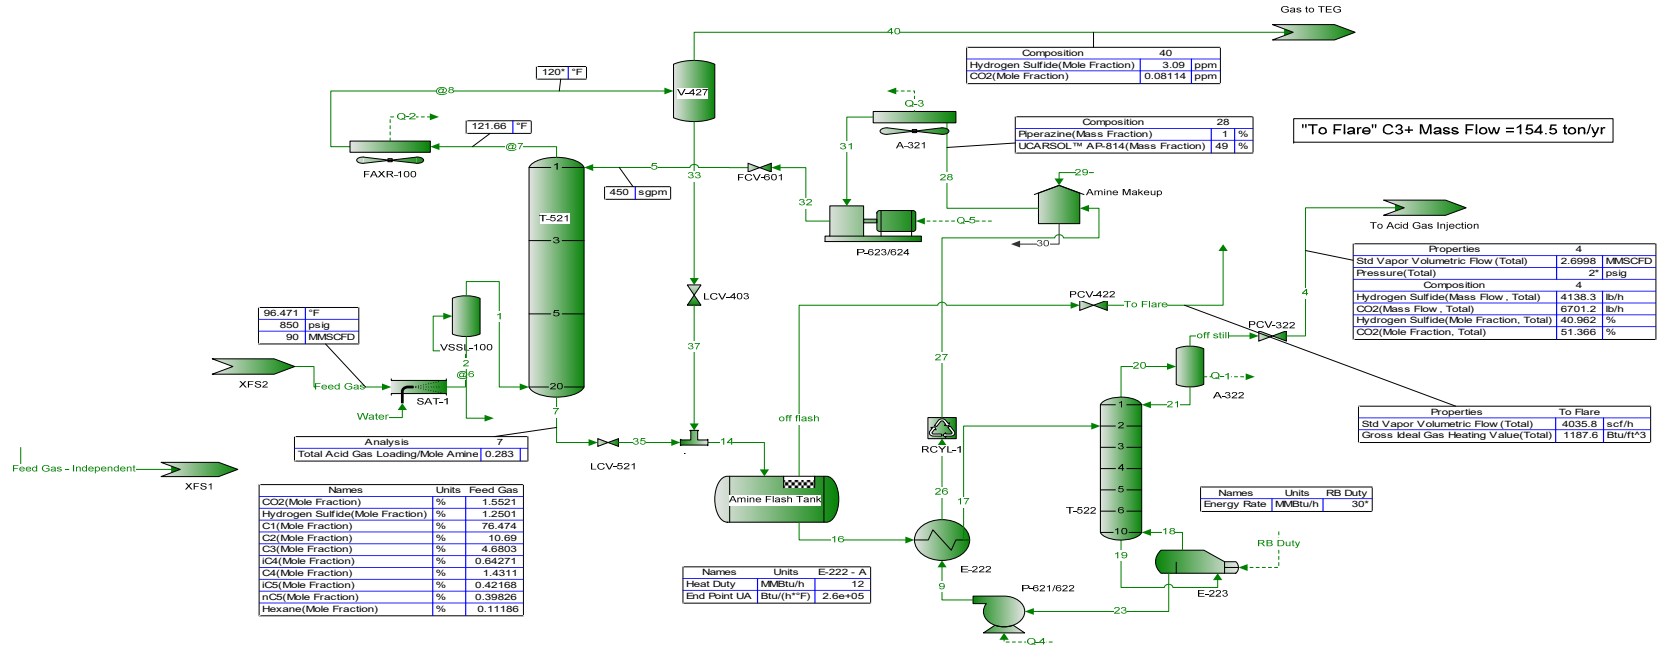 Gas to TEG
40
Composition 40
Hydrogen Sulfide(Mole Fraction) 3.09 ppm
CO2(Mole Fraction) 0.08114 ppm
120* °F
V-427
@8
Q-3
Q-2
121.66 °F
@7
FAXR-100
31
A-321
Composition 28
Piperazine(Mass Fraction) 1 %
UCARSOL™ AP-814(Mass Fraction) 49 %
"To Flare" C3+ Mass Flow =154.5 ton/yr
1
5
33
FCV-601
28
29
Amine Makeup
450 sgpm
32
T-521
Q-5
30
P-623/624
To Acid Gas Injection
3
Properties 4
Std Vapor Volumetric Flow (Total) 2.6998 MMSCFD
Pressure(Total) 2* psig
Composition 4
Hydrogen Sulfide(Mass Flow , Total) 4138.3 lb/h
CO2(Mass Flow , Total) 6701.2 lb/h
Hydrogen Sulfide(Mole Fraction, Total) 40.962 %
CO2(Mole Fraction, Total) 51.366 %
4
LCV-403
PCV-422
To Flare
96.471 °F
850 psig
90 MMSCFD
1
5
VSSL-100
2
@6
PCV-322
off still
37
27
20
Q-1
A-322
XFS2
Feed Gas
SAT-1
20
Water
7
21
1
off flash
Properties To Flare
Std Vapor Volumetric Flow (Total) 4035.8 scf/h
Gross Ideal Gas Heating Value(Total) 1187.6 Btu/ft^3
Analysis 7
Total Acid Gas Loading/Mole Amine 0.283
35
14
LCV-521
RCYL-1
2
3
4
5
6
10
Feed Gas - Independent
XFS1
Amine Flash Tank
26
17
T-522
Names Units RB Duty
Energy Rate MMBtu/h 30*
Names Units Feed Gas
CO2(Mole Fraction) % 1.5521
Hydrogen Sulfide(Mole Fraction) % 1.2501
C1(Mole Fraction) % 76.474
C2(Mole Fraction) % 10.69
C3(Mole Fraction) % 4.6803
iC4(Mole Fraction) % 0.64271
C4(Mole Fraction) % 1.4311
iC5(Mole Fraction) % 0.42168
nC5(Mole Fraction) % 0.39826
Hexane(Mole Fraction) % 0.11186
16
18
RB Duty
19
E-222
E-223
Names Units E-222 - A
Heat Duty MMBtu/h 12
End Point UA Btu/(h*°F) 2.6e+05
9
P-621/622
23
Q-4